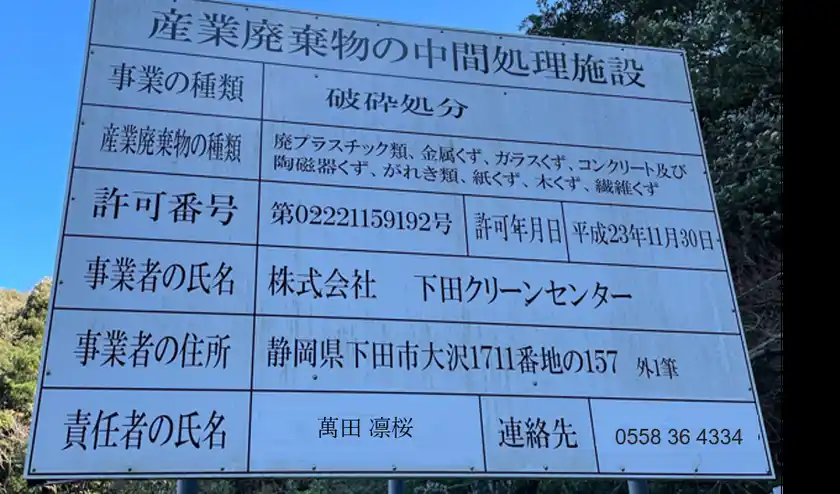 産業廃棄物の中間処理施設
事業の種類 破砕処分
産業廃棄物の種類 廃プラスチック類、金属くず、ガラスくず、コンクリート及び
陶磁器くず、がれき類、紙くず、木くず、繊維くず
許可番号 第02221159192号 許可年月日 平成23年11月30日
事業者の氏名 株式会社 下田クリーンセンター
事業者の住所 静岡県下田市大沢1711番地の157 外1筆
責任者の氏名 萬田 凛桜 連絡先 0558 36 4334